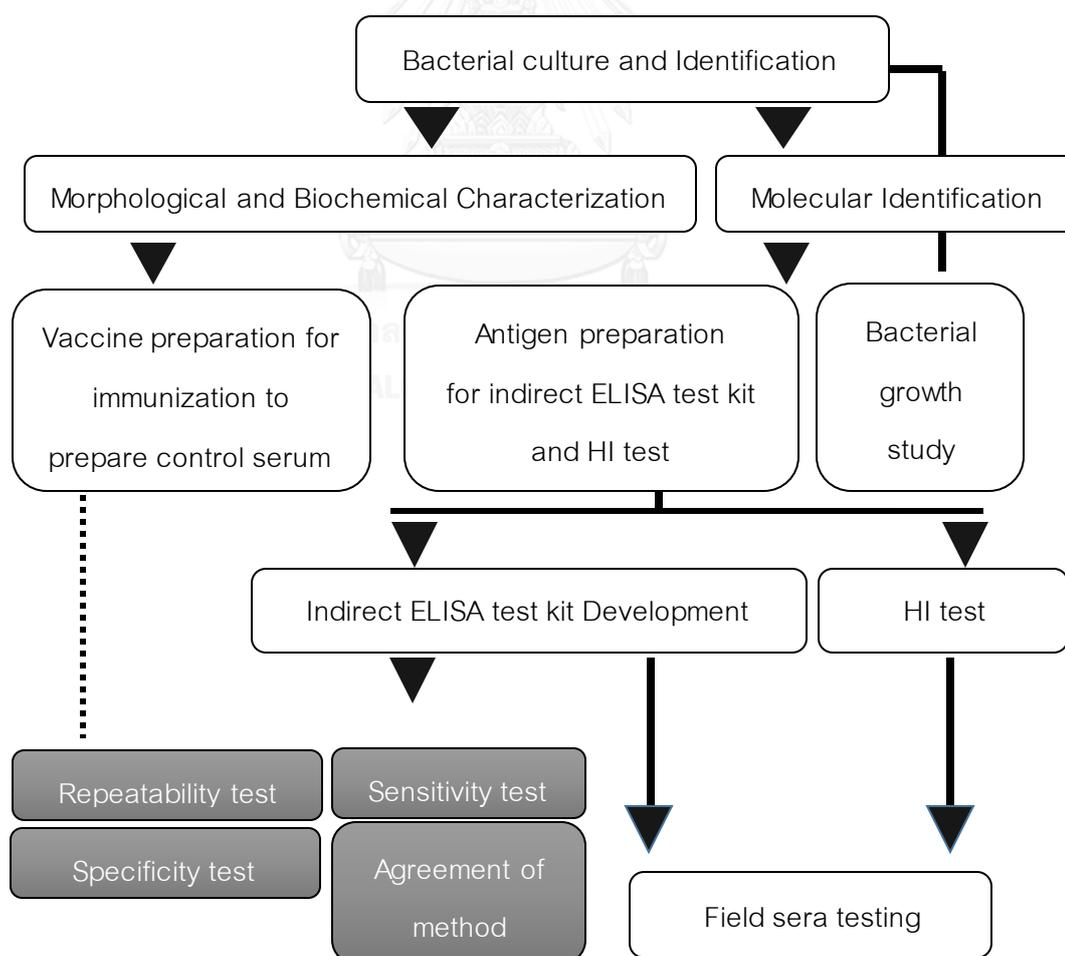 Bacterial culture and Identification
Morphological and Biochemical Characterization
Molecular Identification
Vaccine preparation for
immunization to
prepare control serum
Antigen preparation
for indirect ELISA test kit
and HI test
Bacterial
growth
study
Indirect ELISA test kit Development
HI test
Repeatability test
Sensitivity test
Specificity test
Agreement of
method
Field sera testing